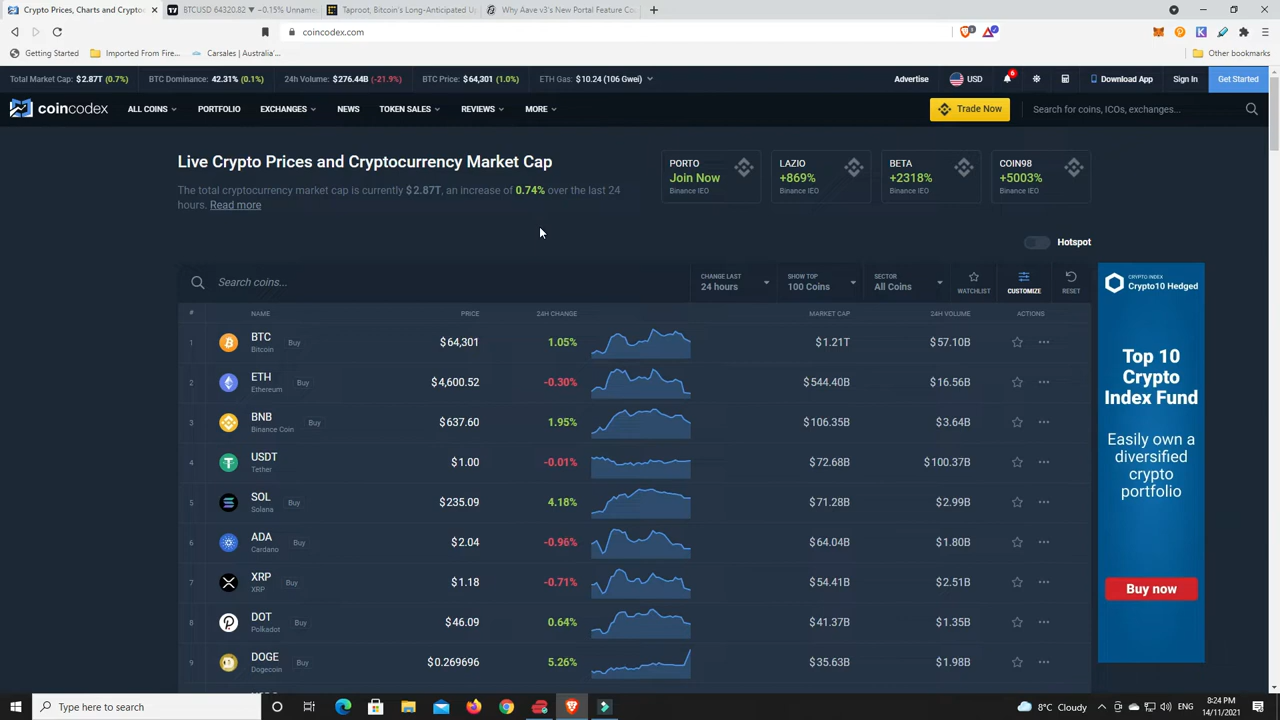 Crypto Prices, Charts and Crypto
BTCUSD 64320.82 ▼ −0.15% Unname
Taproot, Bitcoin's Long-Anticipated U
Why Aave v3's New Portal Feature Co
coincodex.com
Getting Started
Imported From Fire...
Carsales | Australia'...
Other bookmarks
Total Market Cap: $2.87T (0.7%)
BTC Dominance: 42.31% (0.1%)
24h Volume: $276.44B (-21.9%)
BTC Price: $64,301 (1.0%)
ETH Gas: $10.24 (106 Gwei)
Advertise
USD
6
Download App
Sign In
Get Started
coincodex
ALL COINS
PORTFOLIO
EXCHANGES
NEWS
TOKEN SALES
REVIEWS
MORE
Trade Now
Search for coins, ICOs, exchanges...
Live Crypto Prices and Cryptocurrency Market Cap
The total cryptocurrency market cap is currently $2.87T, an increase of 0.74% over the last 24
hours. Read more
PORTO
Join Now
Binance IEO
LAZIO
+869%
Binance IEO
BETA
+2318%
Binance IEO
COIN98
+5003%
Binance IEO
Hotspot
Search coins...
CHANGE LAST
24 hours
SHOW TOP
100 Coins
SECTOR
All Coins
WATCHLIST
CUSTOMIZE
RESET
# NAME PRICE 24H CHANGE MARKET CAP 24H VOLUME ACTIONS
1 BTC Buy $64,301 1.05% $1.21T $57.10B
Bitcoin
2 ETH Buy $4,600.52 -0.30% $544.40B $16.56B
Ethereum
3 BNB Buy $637.60 1.95% $106.35B $3.64B
Binance Coin
4 USDT $1.00 -0.01% $72.68B $100.37B
Tether
5 SOL Buy $235.09 4.18% $71.28B $2.99B
Solana
6 ADA Buy $2.04 -0.96% $64.04B $1.80B
Cardano
7 XRP Buy $1.18 -0.71% $54.41B $2.51B
XRP
8 DOT Buy $46.09 0.64% $41.37B $1.35B
Polkadot
9 DOGE Buy $0.269696 5.26% $35.63B $1.98B
Dogecoin
CRYPTO INDEX
Crypto10 Hedged
Top 10
Crypto
Index Fund
Easily own a
diversified
crypto
portfolio
Buy now
Type here to search
8°C Cloudy
ENG
8:24 PM
14/11/2021